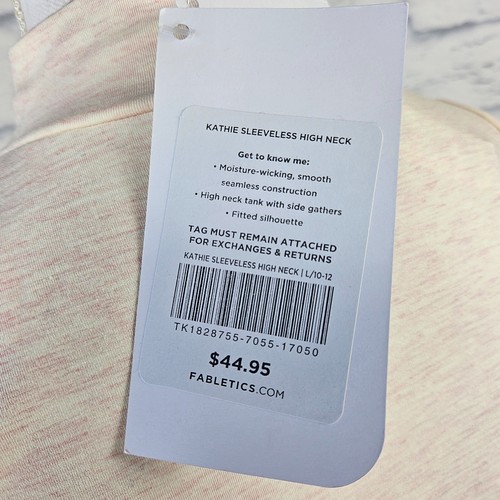 KATHIE SLEEVELESS HIGH NECK
Get to know me:
• Moisture-wicking, smooth
seamless construction
• High neck tank with side gathers
• Fitted silhouette
TAG MUST REMAIN ATTACHED
FOR EXCHANGES & RETURNS
KATHIE SLEEVELESS HIGH NECK | L/10-12
TK1828755-7055-17050
$44.95
FABLETICS.COM